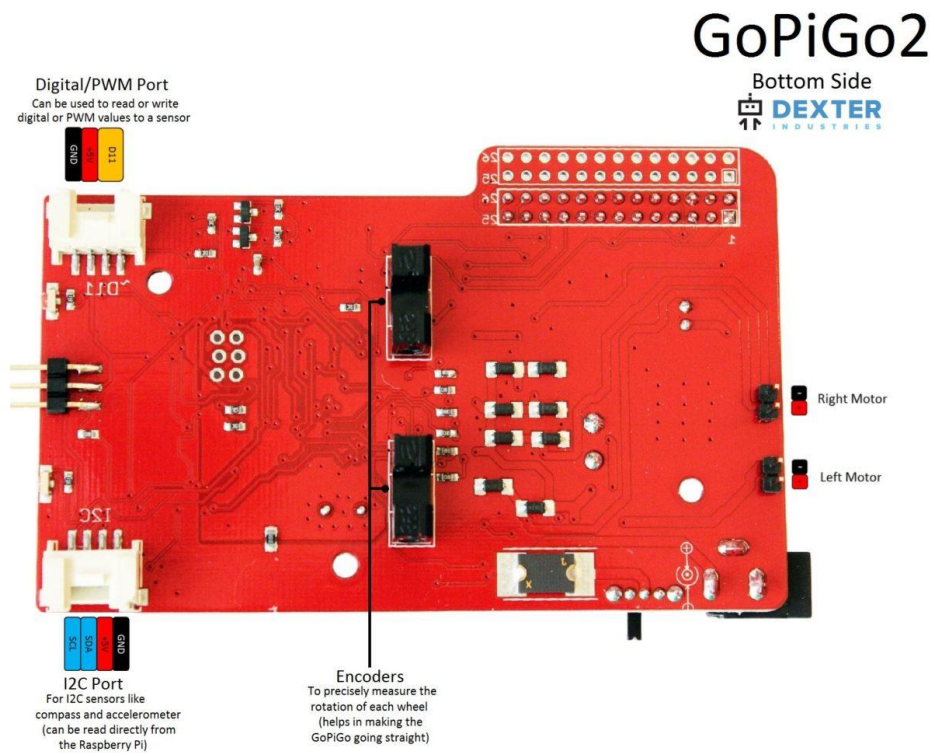 GoPiGo2
Bottom Side
DEXTER
INDUSTRIES
Digital/PWM Port
Can be used to read or write
digital or PWM values to a sensor
GND
+5V
D11
26
25
26
25
1
~D11
Right Motor
Left Motor
I2C
SCL
SDA
+5V
GND
I2C Port
For I2C sensors like
compass and accelerometer
(can be read directly from
the Raspberry Pi)
Encoders
To precisely measure the
rotation of each wheel
(helps in making the
GoPiGo going straight)